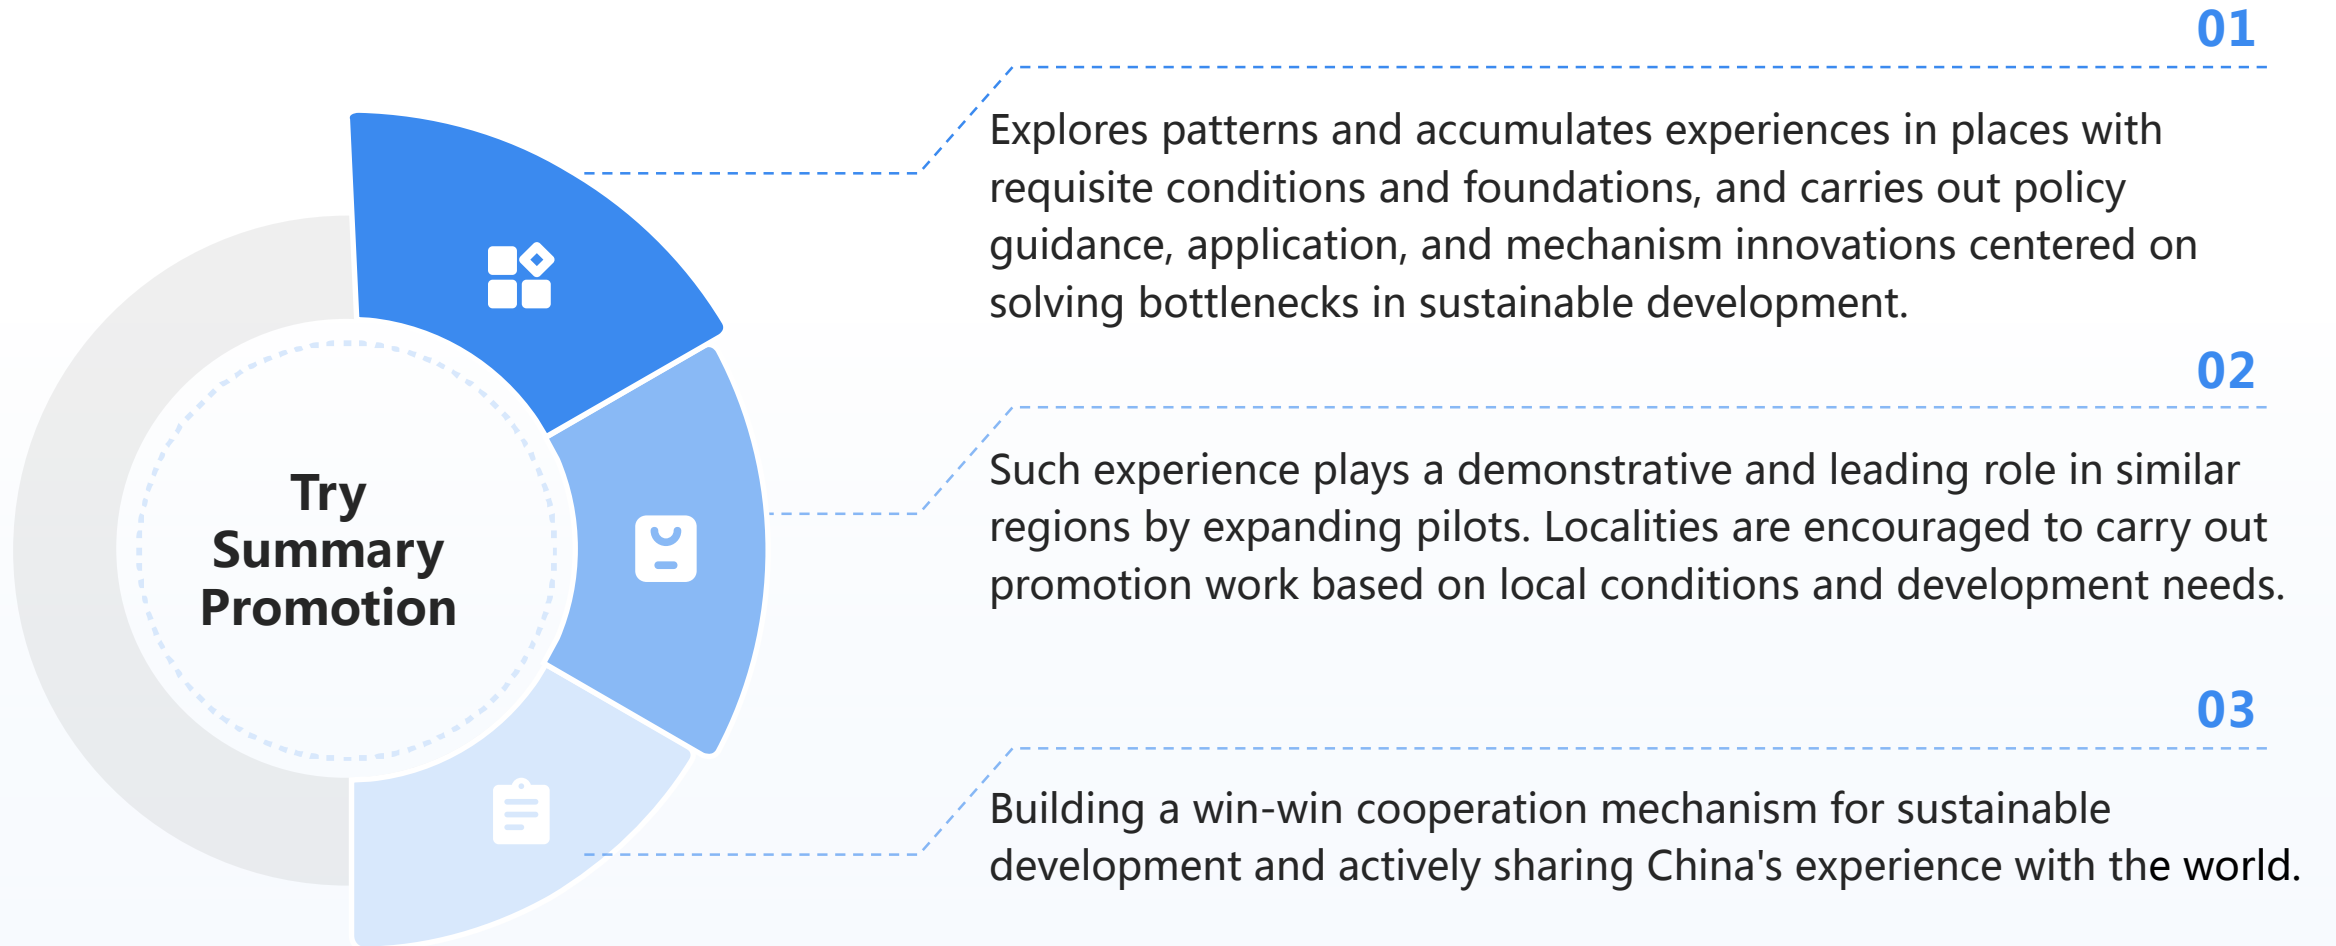 Try
Summary
Promotion
01
Explores patterns and accumulates experiences in places with
requisite conditions and foundations, and carries out policy
guidance, application, and mechanism innovations centered on
solving bottlenecks in sustainable development.
02
Such experience plays a demonstrative and leading role in similar
regions by expanding pilots. Localities are encouraged to carry out
promotion work based on local conditions and development needs.
03
Building a win-win cooperation mechanism for sustainable
development and actively sharing China's experience with the world.